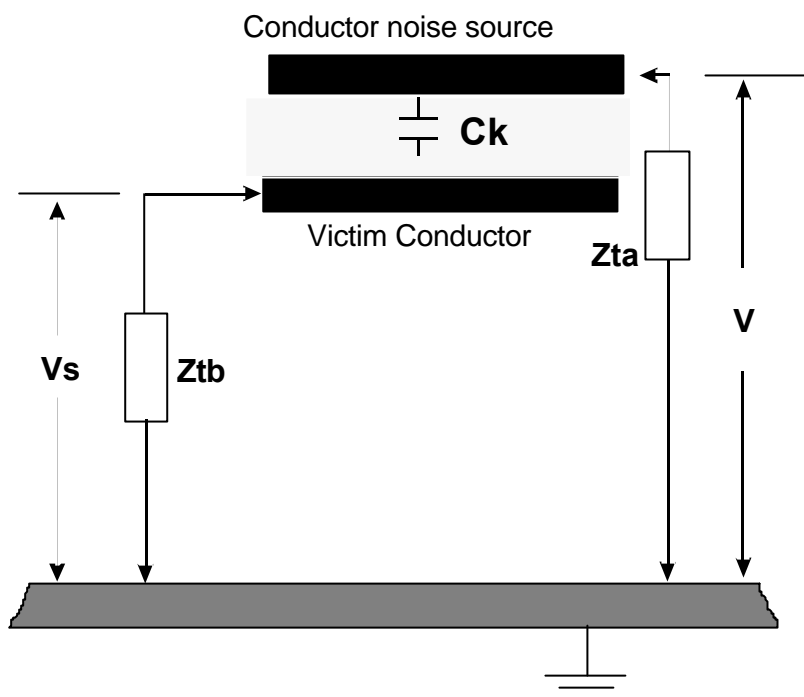 Conductor noise source
Ck
Victim Conductor
Zta
V
Vs
Ztb